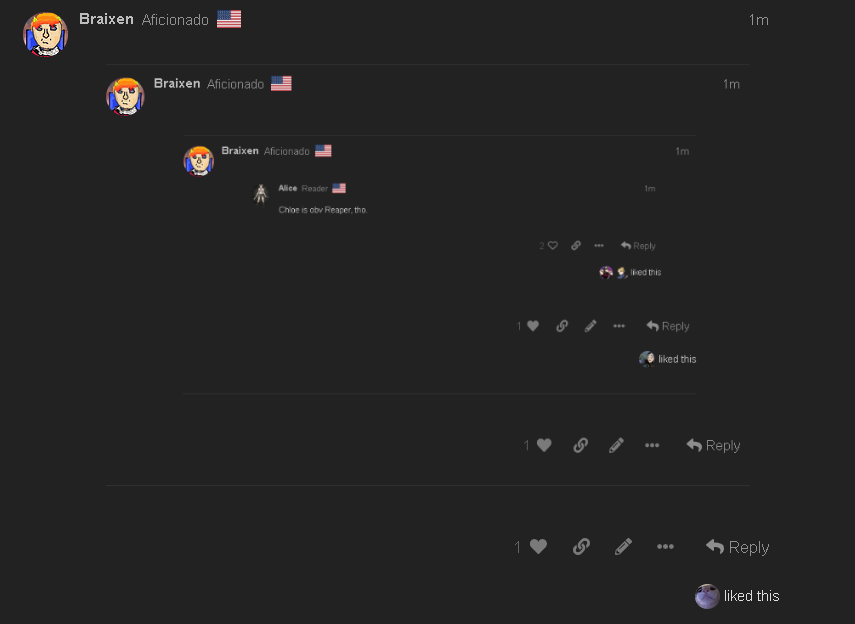 Braixen Aficionado 1m
Braixen Aficionado 1m
Braixen Aficionado 1m
Alice Reader 1m
Chloe is obv Reaper, tho.
2 Reply
liked this
1 Reply
liked this
1 Reply
1 Reply
liked this